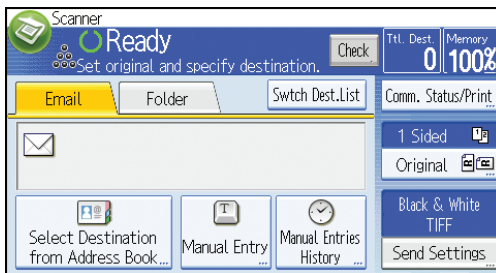 Scanner
Ready
Set original and specify destination.
Check
Ttl. Dest.
0
Memory
100%
Email
Folder
Swtch Dest.List
Comm. Status/Print
1 Sided
Original
Select Destination
from Address Book...
T
Manual Entry
...
Manual Entries
History
...
Black & White
TIFF
Send Settings
...